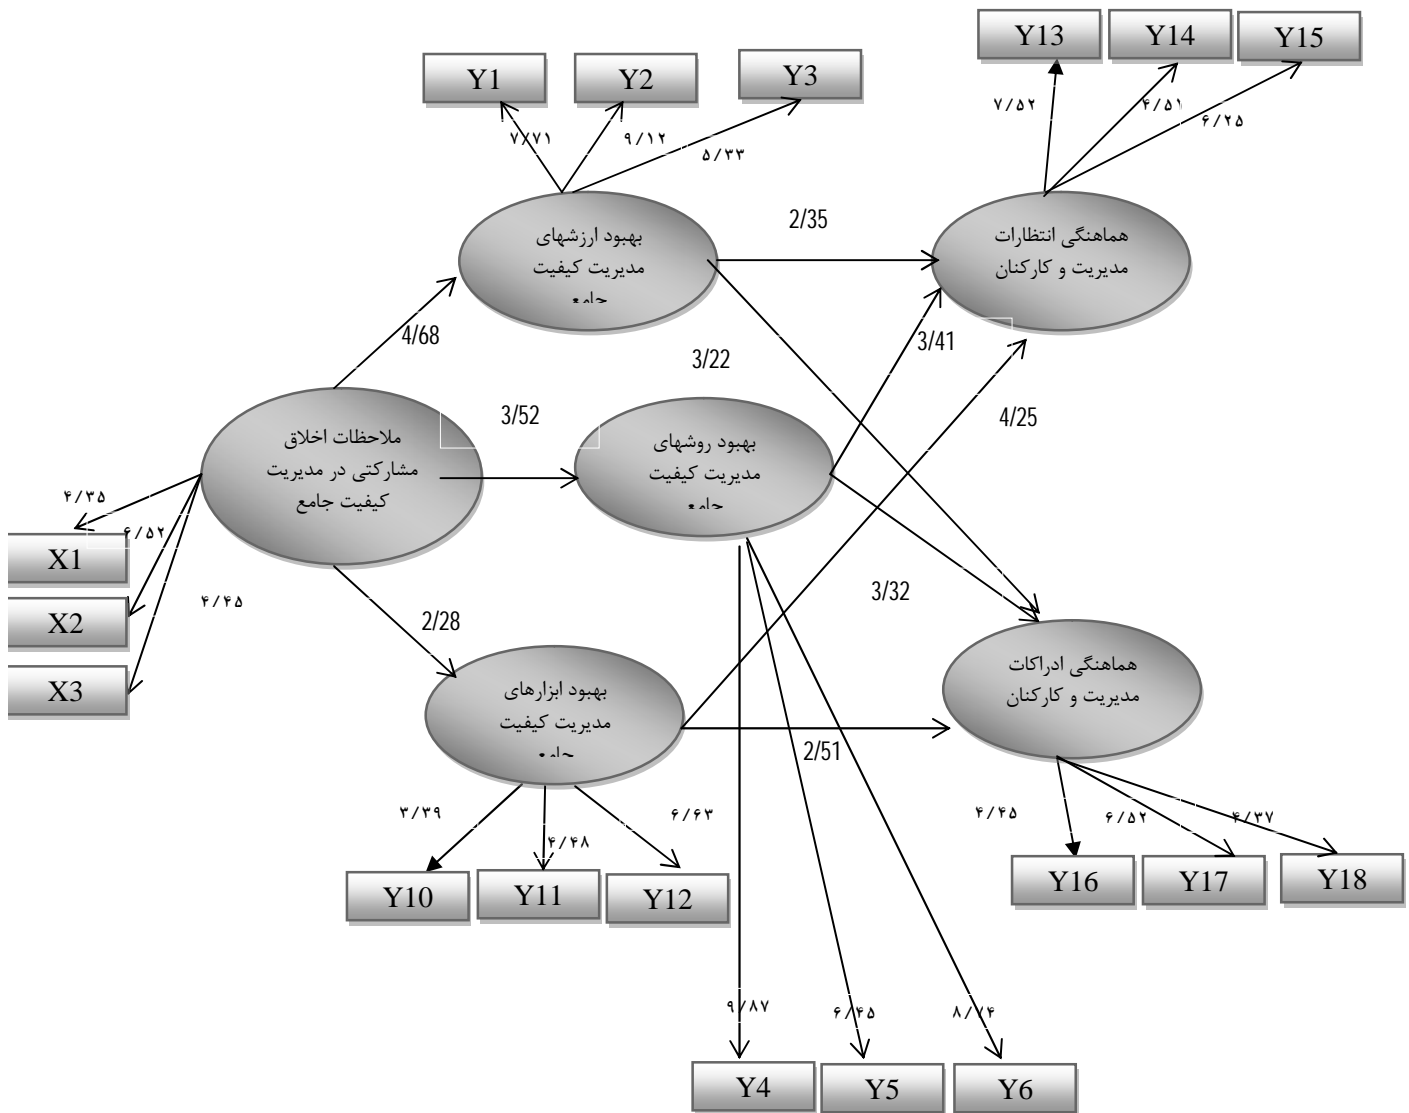 Y13
Y14
Y15
Y1
Y2
Y3
۷/۵۲
۴/۵۱
۶/۲۵
۷/۷۱
۹/۱۲
۵/۳۳
بهبود ارزشهای
مدیریت کیفیت
جامع
2/35
هماهنگی انتظارات
مدیریت و کارکنان
4/68
3/22
3/41
3/52
4/25
ملاحظات اخلاق
مشارکتی در مدیریت
کیفیت جامع
بهبود روشهای
مدیریت کیفیت
جامع
۴/۳۵
۶/۵۲
۴/۴۵
X1
X2
X3
2/28
3/32
بهبود ابزارهای
مدیریت کیفیت
جامع
هماهنگی ادراکات
مدیریت و کارکنان
2/51
۳/۳۹
۴/۴۸
۶/۶۳
۴/۴۵
۶/۵۲
۴/۳۷
Y10
Y11
Y12
Y16
Y17
Y18
۹/۸۷
۶/۴۵
۸/۷۴
Y4
Y5
Y6